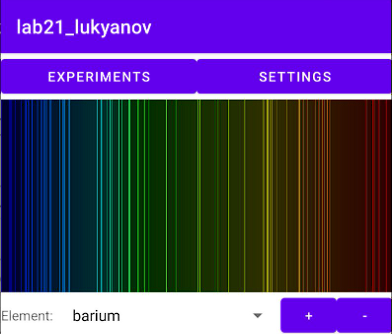 lab21_lukyanov
EXPERIMENTS SETTINGS
Element: barium + -